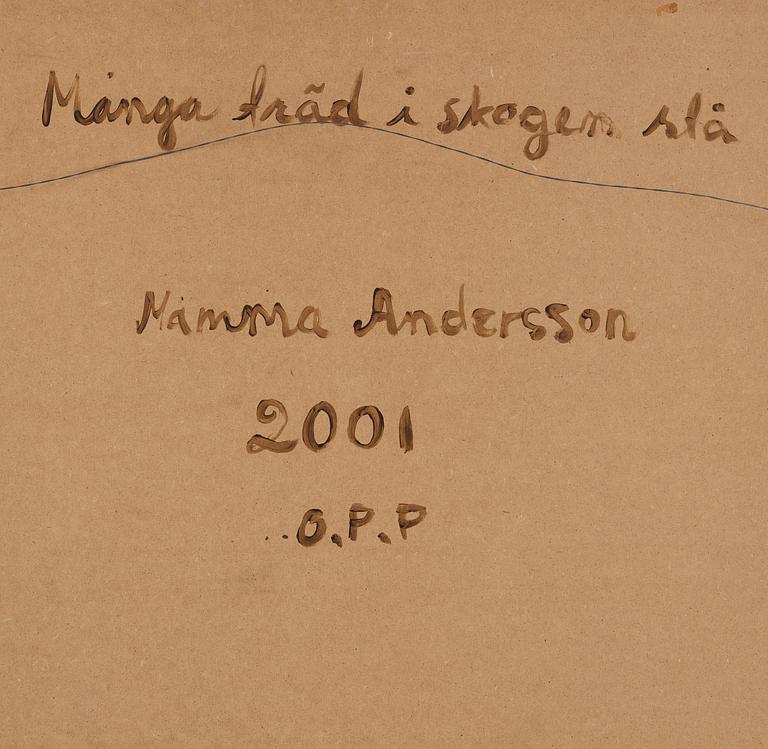 Många träd i skogen stå
Mamma Andersson
2001
O.P.P